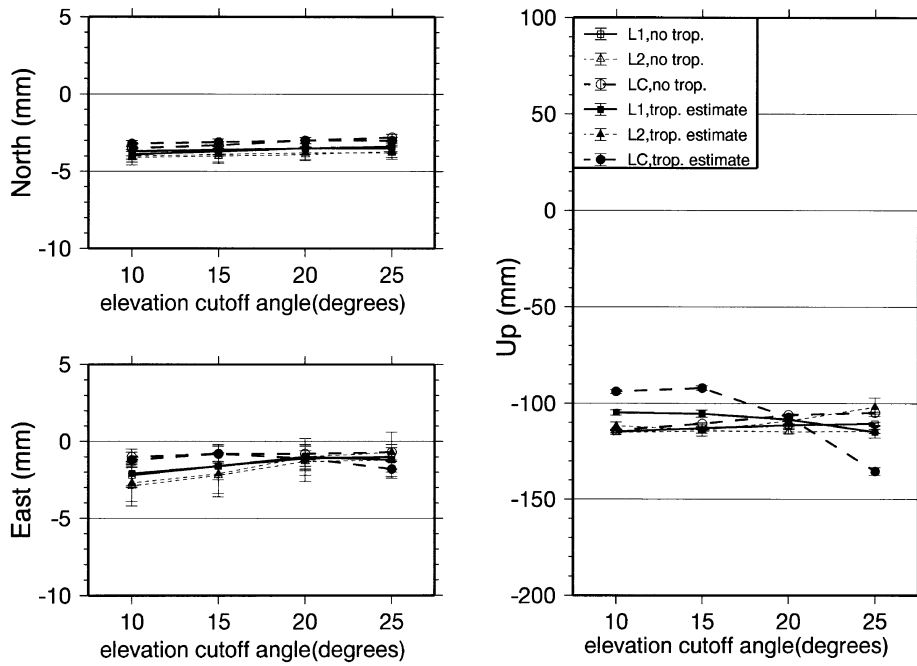 5
0
-5
-10
North (mm)
10 15 20 25
elevation cutoff angle(degrees)
5
0
-5
-10
East (mm)
10 15 20 25
elevation cutoff angle(degrees)
100
50
0
-50
-100
-150
-200
Up (mm)
L1,no trop.
L2,no trop.
LC,no trop.
L1,trop. estimate
L2,trop. estimate
LC,trop. estimate
10 15 20 25
elevation cutoff angle(degrees)